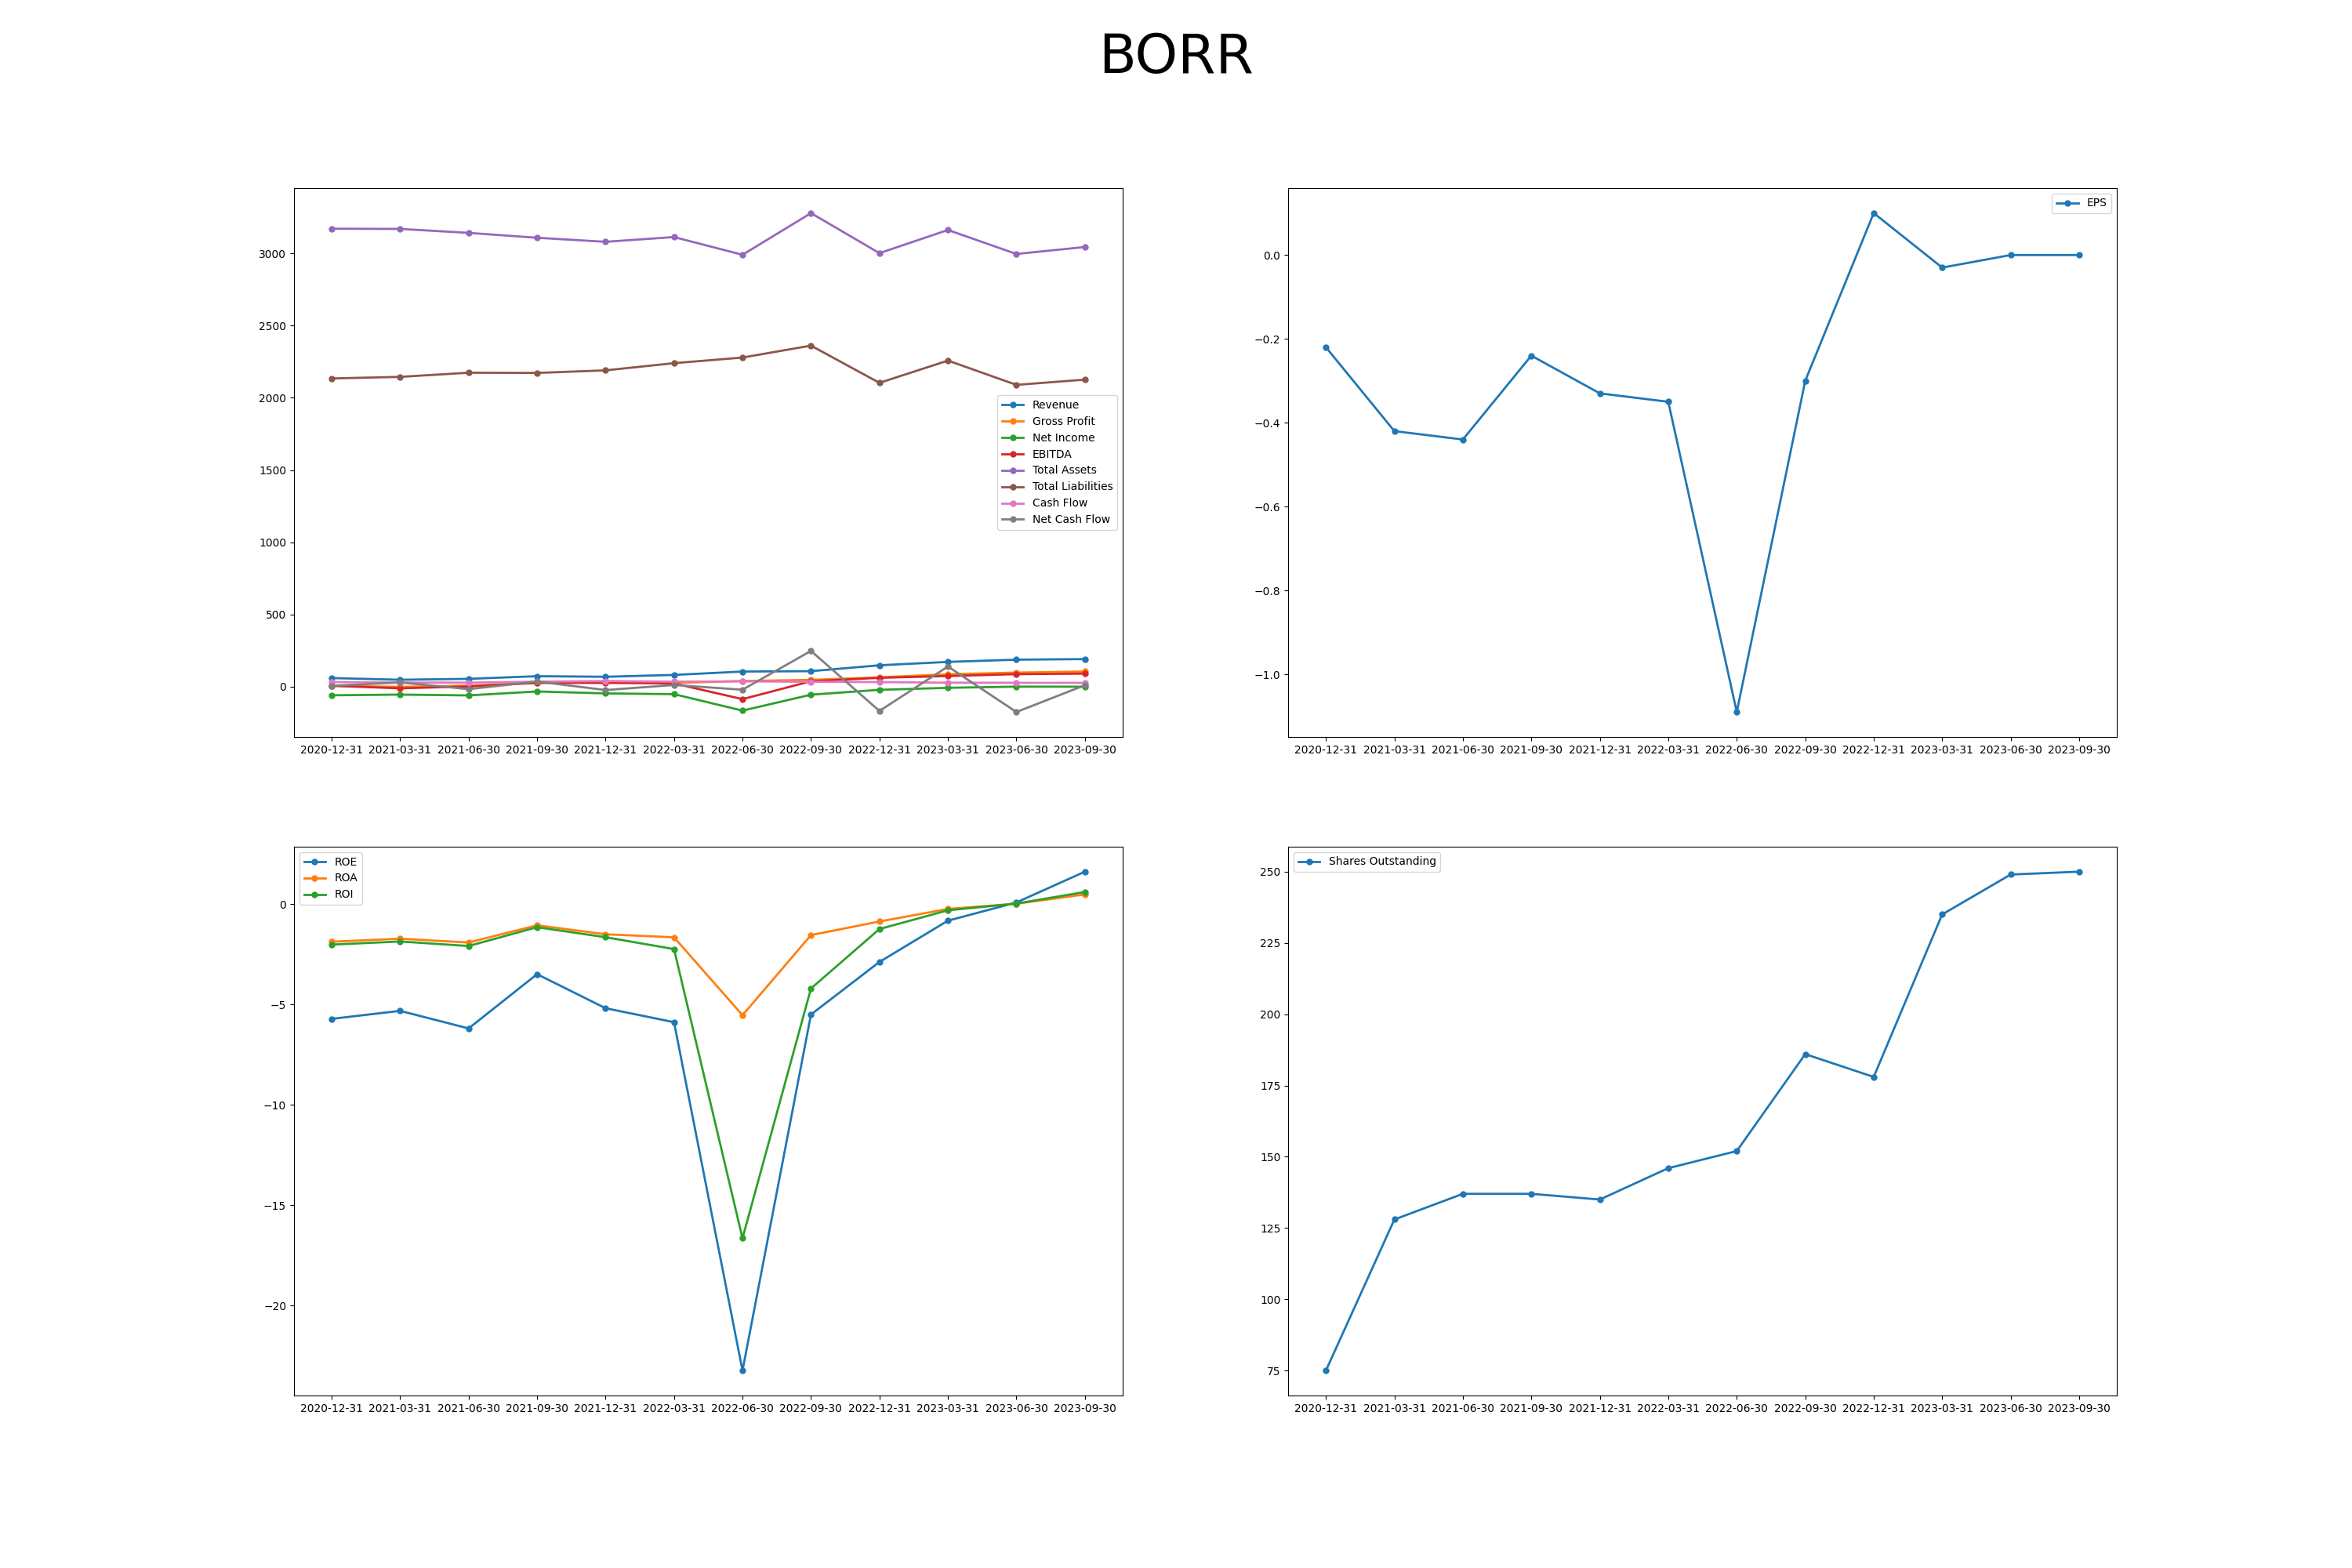 BORR
3000
2500
2000
1500
1000
500
0
Revenue
Gross Profit
Net Income
EBITDA
Total Assets
Total Liabilities
Cash Flow
Net Cash Flow
2020-12-31 2021-03-31 2021-06-30 2021-09-30 2021-12-31 2022-03-31 2022-06-30 2022-09-30 2022-12-31 2023-03-31 2023-06-30 2023-09-30
EPS
0.0
−0.2
−0.4
−0.6
−0.8
−1.0
2020-12-31 2021-03-31 2021-06-30 2021-09-30 2021-12-31 2022-03-31 2022-06-30 2022-09-30 2022-12-31 2023-03-31 2023-06-30 2023-09-30
ROE
ROA
ROI
0
−5
−10
−15
−20
2020-12-31 2021-03-31 2021-06-30 2021-09-30 2021-12-31 2022-03-31 2022-06-30 2022-09-30 2022-12-31 2023-03-31 2023-06-30 2023-09-30
Shares Outstanding
250
225
200
175
150
125
100
75
2020-12-31 2021-03-31 2021-06-30 2021-09-30 2021-12-31 2022-03-31 2022-06-30 2022-09-30 2022-12-31 2023-03-31 2023-06-30 2023-09-30